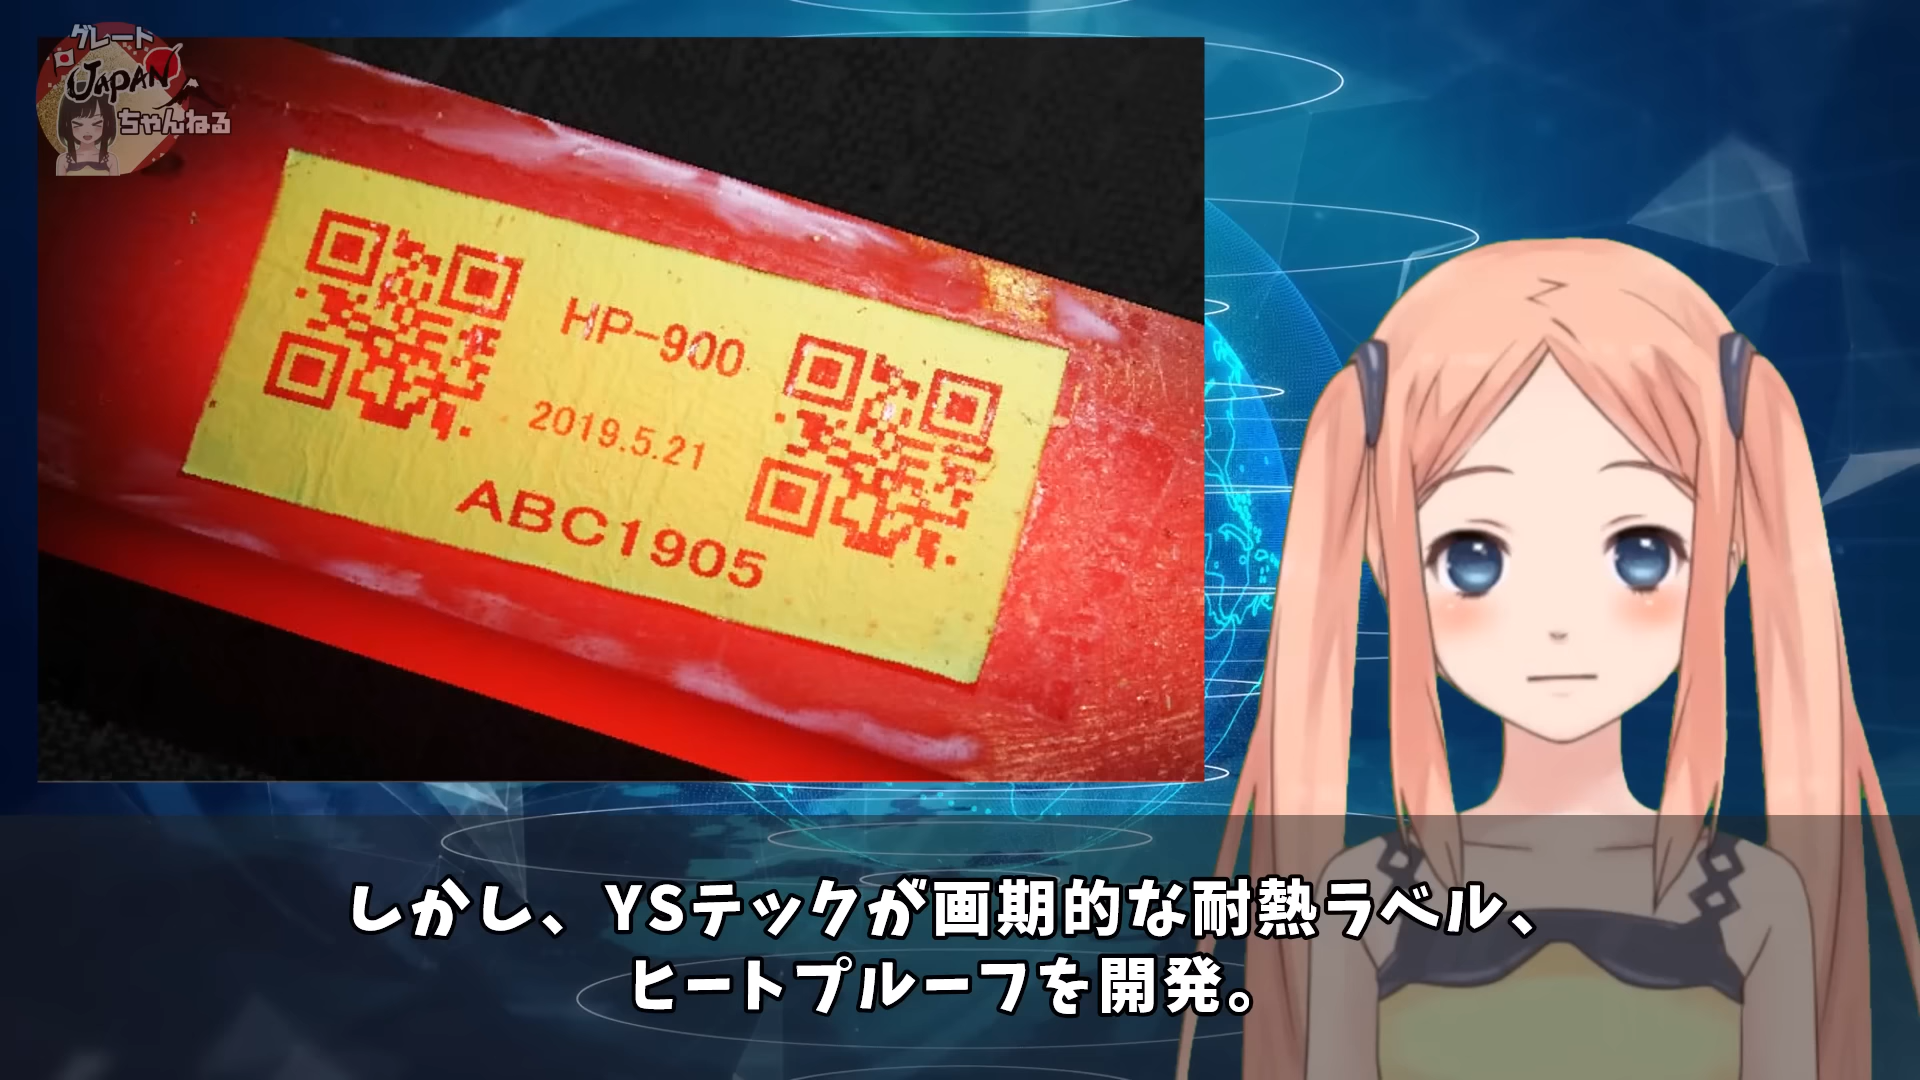 グレート
JAPAN
ちゃんねる
HP-900
2019.5.21
ABC1905
しかし、YSテックが画期的な耐熱ラベル、
ヒートプルーフを開発。